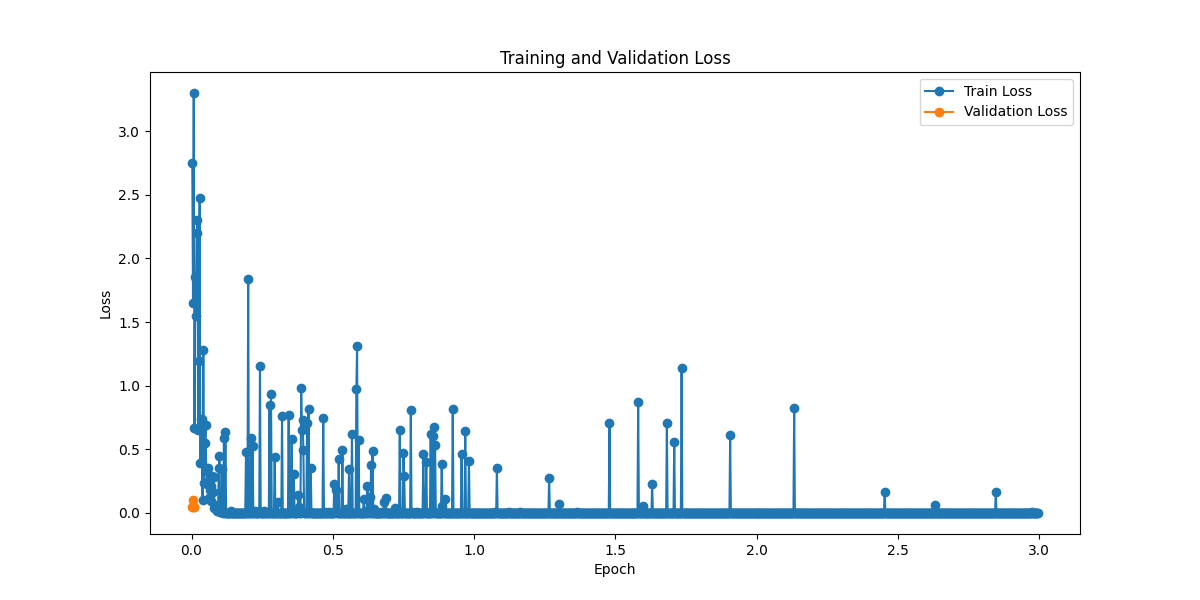 Training and Validation Loss
Train Loss
Validation Loss
3.0
2.5
2.0
1.5
1.0
0.5
0.0
Loss
0.0 0.5 1.0 1.5 2.0 2.5 3.0
Epoch